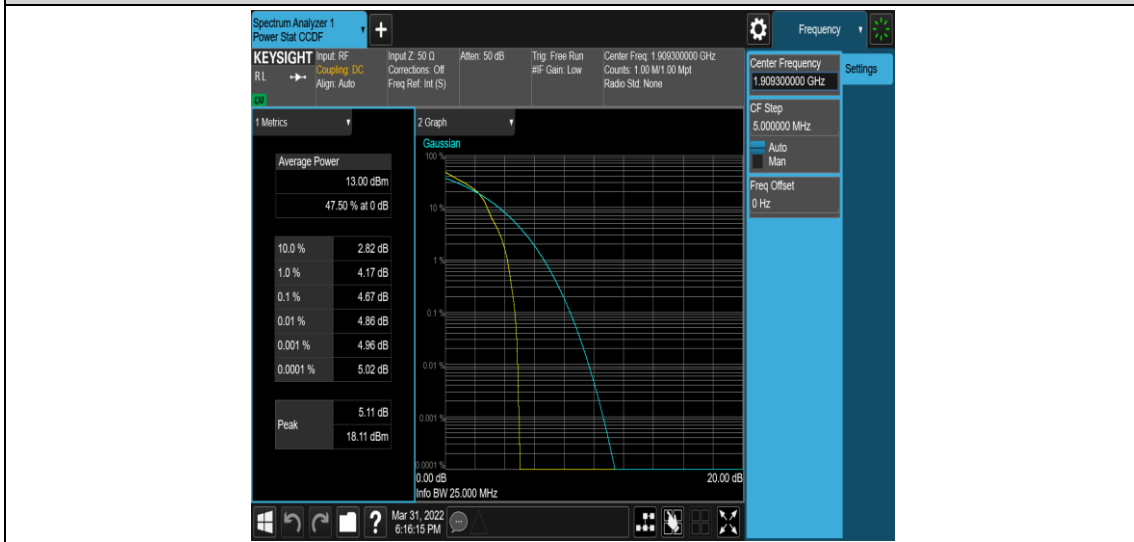 Spectrum Analyzer 1
Power Stat CCDF
+
Frequency
KEYSIGHT
RL
LXI
Input: RF
Coupling: DC
Align: Auto
Input Z: 50 Ω
Corrections: Off
Freq Ref: Int (S)
Atten: 50 dB
Trig: Free Run
#IF Gain: Low
Center Freq: 1.909300000 GHz
Counts: 1.00 M/1.00 Mpt
Radio Std: None
Center Frequency
1.909300000 GHz
Settings
CF Step
5.000000 MHz
Auto
Man
Freq Offset
0 Hz
1 Metrics
Average Power
13.00 dBm
47.50 % at 0 dB
10.0 % 2.82 dB
1.0 % 4.17 dB
0.1 % 4.67 dB
0.01 % 4.86 dB
0.001 % 4.96 dB
0.0001 % 5.02 dB
Peak
5.11 dB
18.11 dBm
2 Graph
Gaussian
100 %
10 %
1 %
0.1 %
0.01 %
0.001 %
0.0001 %
0.00 dB 20.00 dB
Info BW 25.000 MHz
?
Mar 31, 2022
6:16:15 PM